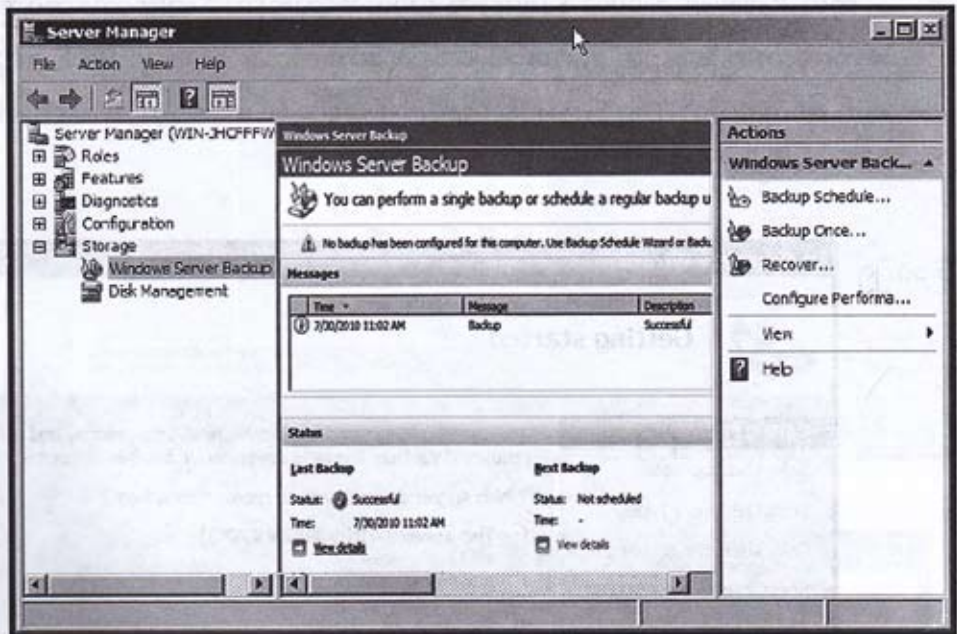 Server Manager
File Action View Help
Server Manager (WIN-JHCFFFW
Roles
Features
Diagnostics
Configuration
Storage
Windows Server Backup
Disk Management
Windows Server Backup
Windows Server Backup
You can perform a single backup or schedule a regular backup u
No backup has been configured for this computer. Use Backup Schedule Wizard or Backu
Messages
Time Message Description
7/30/2010 11:02 AM Backup Successful
Status
Last Backup
Status: Successful
Time: 7/30/2010 11:02 AM
View details
Next Backup
Status: Not scheduled
Time: -
View details
Actions
Windows Server Back...
Backup Schedule...
Backup Once...
Recover...
Configure Performa...
View
Help
Getting started